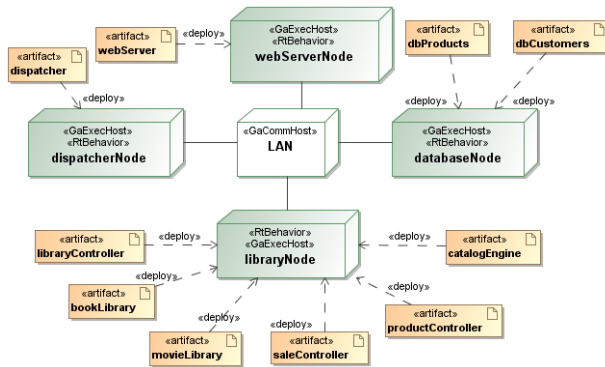 «artifact»
webServer
«deploy»
«GaExecHost»
«RtBehavior»
webServerNode
«artifact»
dbProducts
«artifact»
dbCustomers
«artifact»
dispatcher
«deploy»
«deploy»
«deploy»
«GaExecHost»
«RtBehavior»
dispatcherNode
«GaCommHost»
LAN
«GaExecHost»
«RtBehavior»
databaseNode
«artifact»
libraryController
«deploy»
«RtBehavior»
«GaExecHost»
libraryNode
«deploy»
«artifact»
catalogEngine
«artifact»
bookLibrary
«deploy»
«deploy»
«artifact»
movieLibrary
«deploy»
«artifact»
saleController
«deploy»
«artifact»
productController